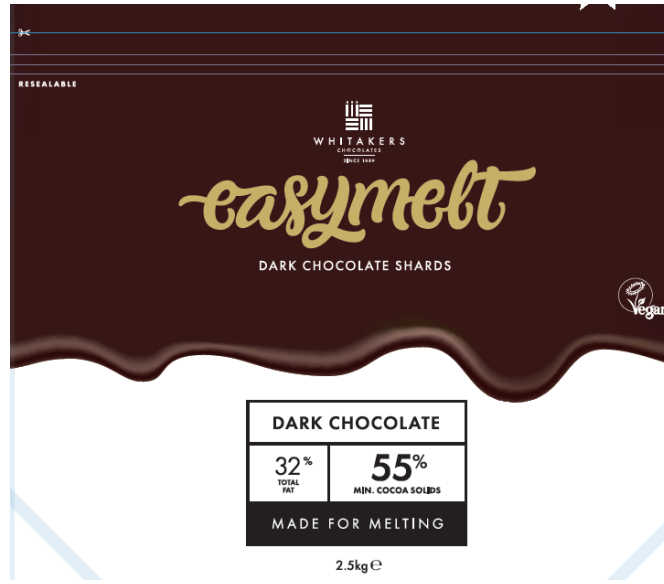 RESEALABLE
WHITAKERS
CHOCOLATES
SINCE 1889
easymelt
DARK CHOCOLATE SHARDS
Vegan
DARK CHOCOLATE
32%
TOTAL
FAT
55%
MIN. COCOA SOLIDS
MADE FOR MELTING
2.5kg ℮